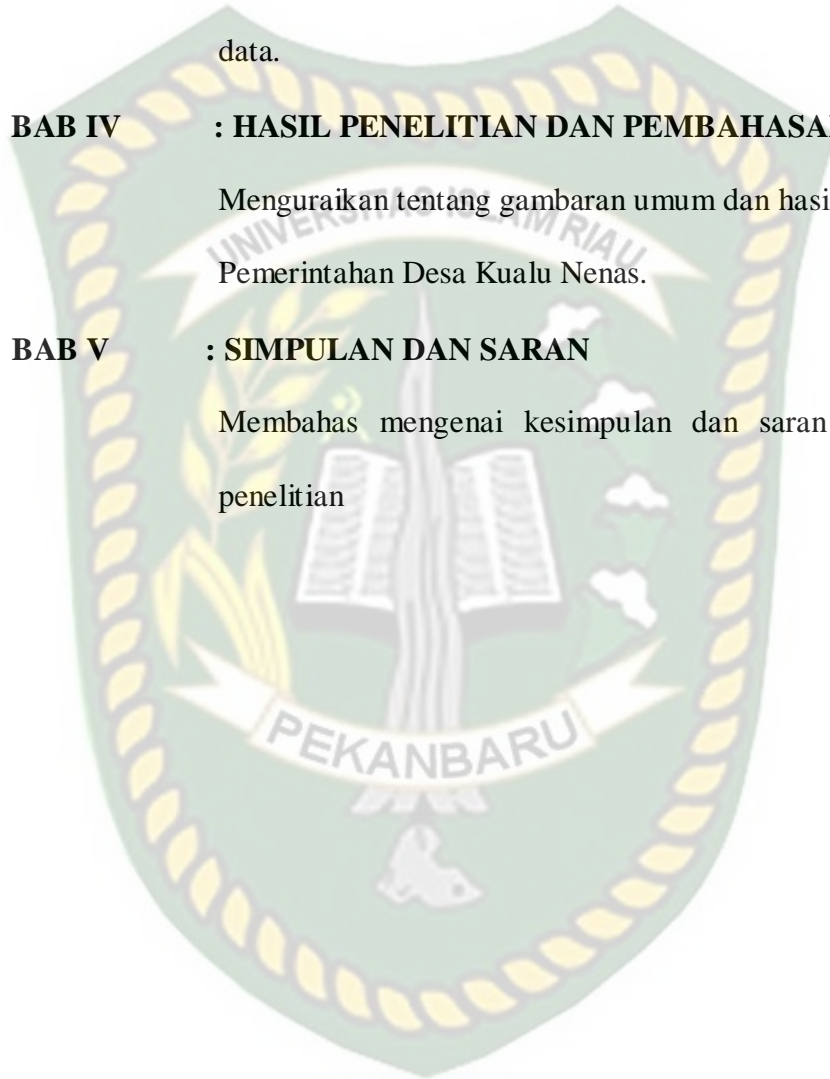 data.
BAB IV : HASIL PENELITIAN DAN PEMBAHASAN
Menguraikan tentang gambaran umum dan hasi
UNIVERSITAS ISLAM RIAU
Pemerintahan Desa Kualu Nenas.
BAB V : SIMPULAN DAN SARAN
Membahas mengenai kesimpulan dan saran
penelitian
PEKANBARU